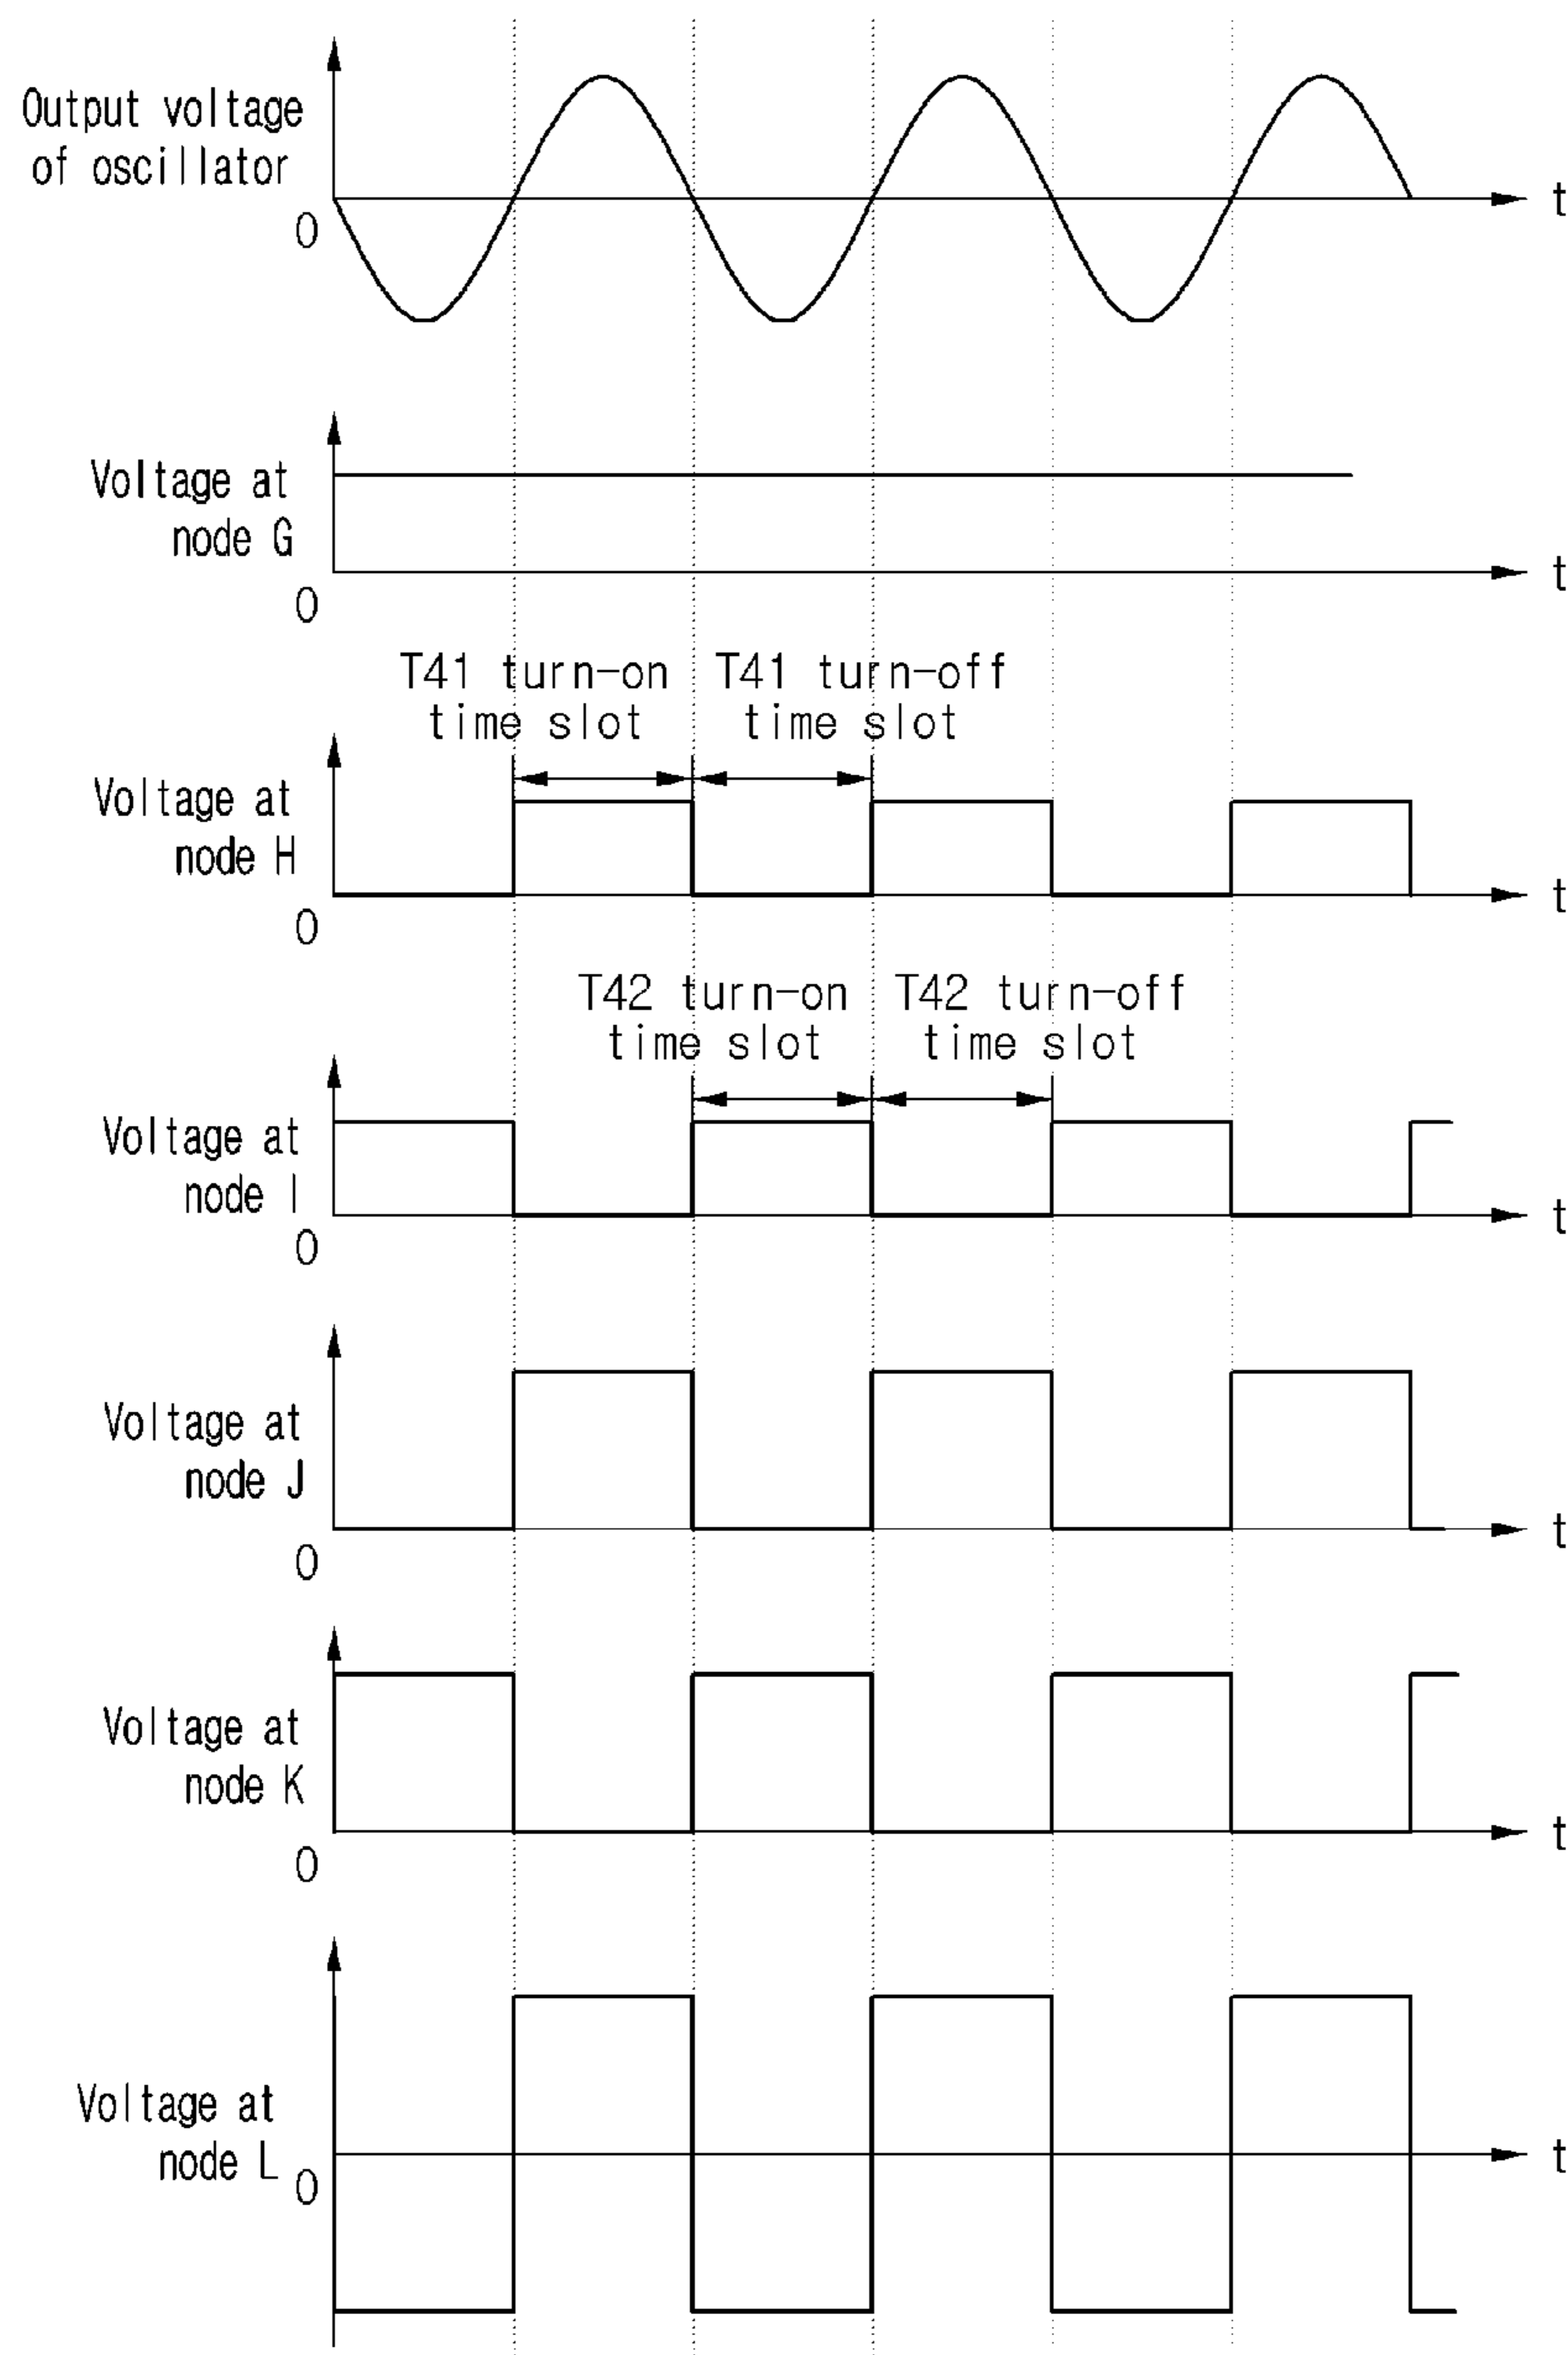 Output voltage
of oscillator
0
t
Voltage at
node G
0
t
T41 turn-on
time slot
T41 turn-off
time slot
Voltage at
node H
0
t
T42 turn-on
time slot
T42 turn-off
time slot
Voltage at
node I
0
t
Voltage at
node J
0
t
Voltage at
node K
0
t
Voltage at
node L
0
t